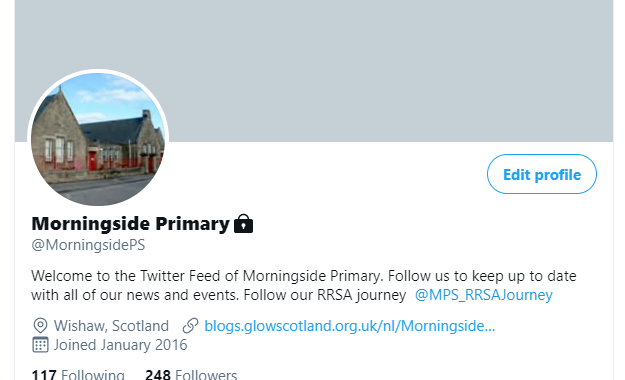 Edit profile
Morningside Primary
@MorningsidePS
Welcome to the Twitter Feed of Morningside Primary. Follow us to keep up to date
with all of our news and events. Follow our RRSA journey @MPS_RRSAJourney
Wishaw, Scotland blogs.glowscotland.org.uk/nl/Morningside...
Joined January 2016
117 Following 248 Followers